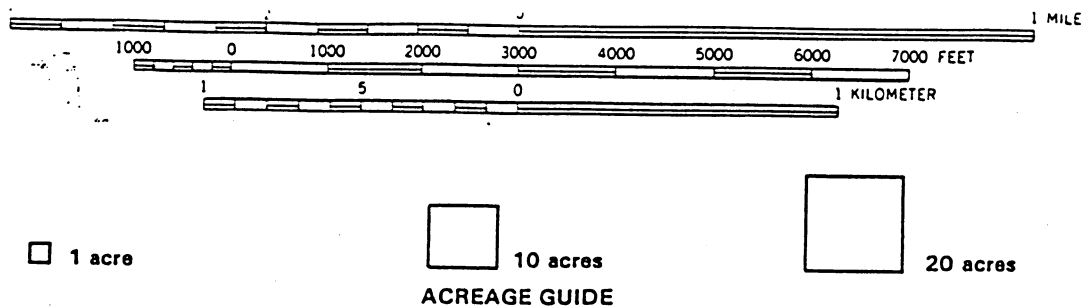 1 MILE
1000 0 1000 2000 3000 4000 5000 6000 7000 FEET
1 5 0 1 KILOMETER
1 acre
10 acres
20 acres
ACREAGE GUIDE